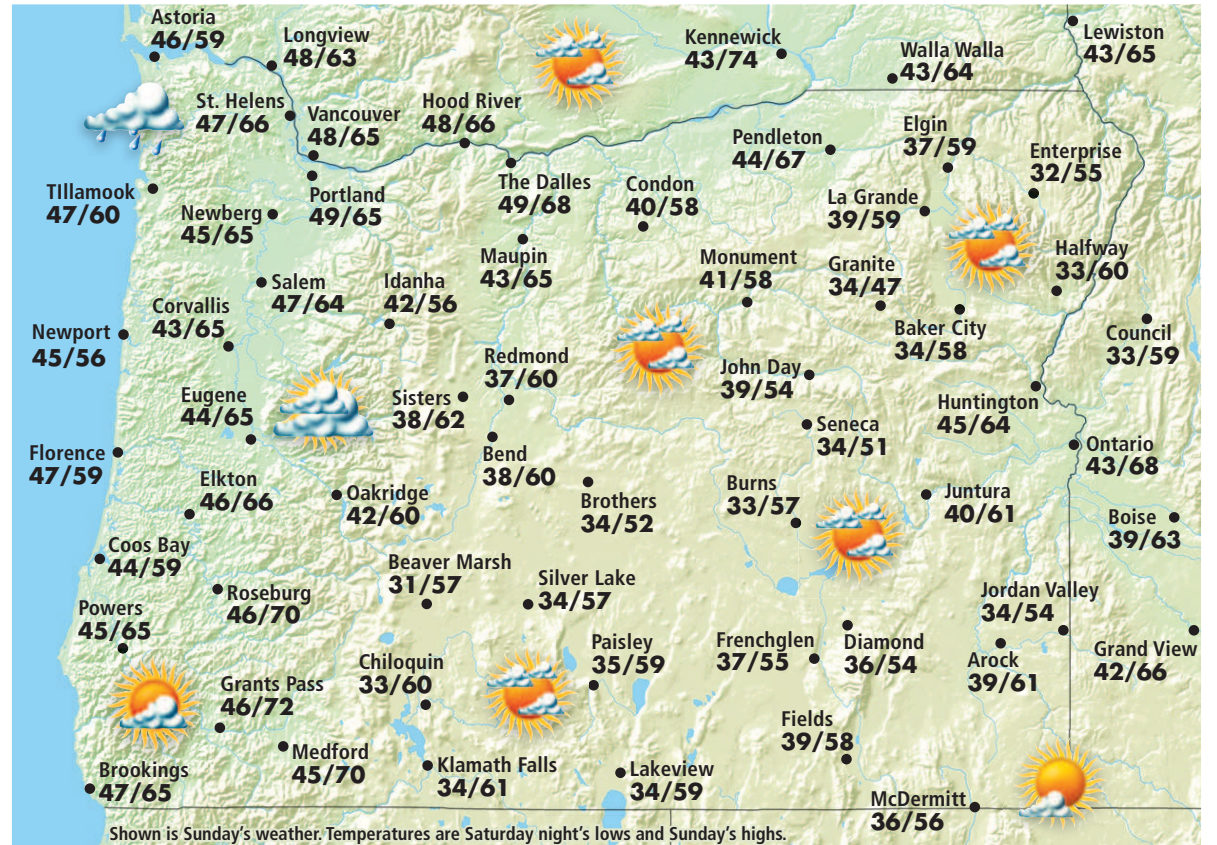 Astoria
46/59
Longview
48/63
Kennewick
43/74
Walla Walla
43/64
Lewiston
43/65
St. Helens
47/66
Vancouver
48/65
Hood River
48/66
Pendleton
44/67
Elgin
37/59
Enterprise
32/55
TIllamook
47/60
Portland
49/65
Newberg
45/65
The Dalles
49/68
Condon
40/58
La Grande
39/59
Maupin
43/65
Monument
41/58
Granite
34/47
Halfway
33/60
Salem
47/64
Idanha
42/56
Corvallis
43/65
Newport
45/56
Baker City
34/58
Council
33/59
Redmond
37/60
John Day
39/54
Eugene
44/65
Sisters
38/62
Huntington
45/64
Seneca
34/51
Ontario
43/68
Florence
47/59
Bend
38/60
Elkton
46/66
Oakridge
42/60
Brothers
34/52
Burns
33/57
Juntura
40/61
Boise
39/63
Coos Bay
44/59
Beaver Marsh
31/57
Silver Lake
34/57
Roseburg
46/70
Jordan Valley
34/54
Powers
45/65
Paisley
35/59
Frenchglen
37/55
Diamond
36/54
Arock
39/61
Grand View
42/66
Chiloquin
33/60
Grants Pass
46/72
Fields
39/58
Medford
45/70
Klamath Falls
34/61
Lakeview
34/59
Brookings
47/65
McDermitt
36/56
Shown is Sunday's weather. Temperatures are Saturday night's lows and Sunday's highs.